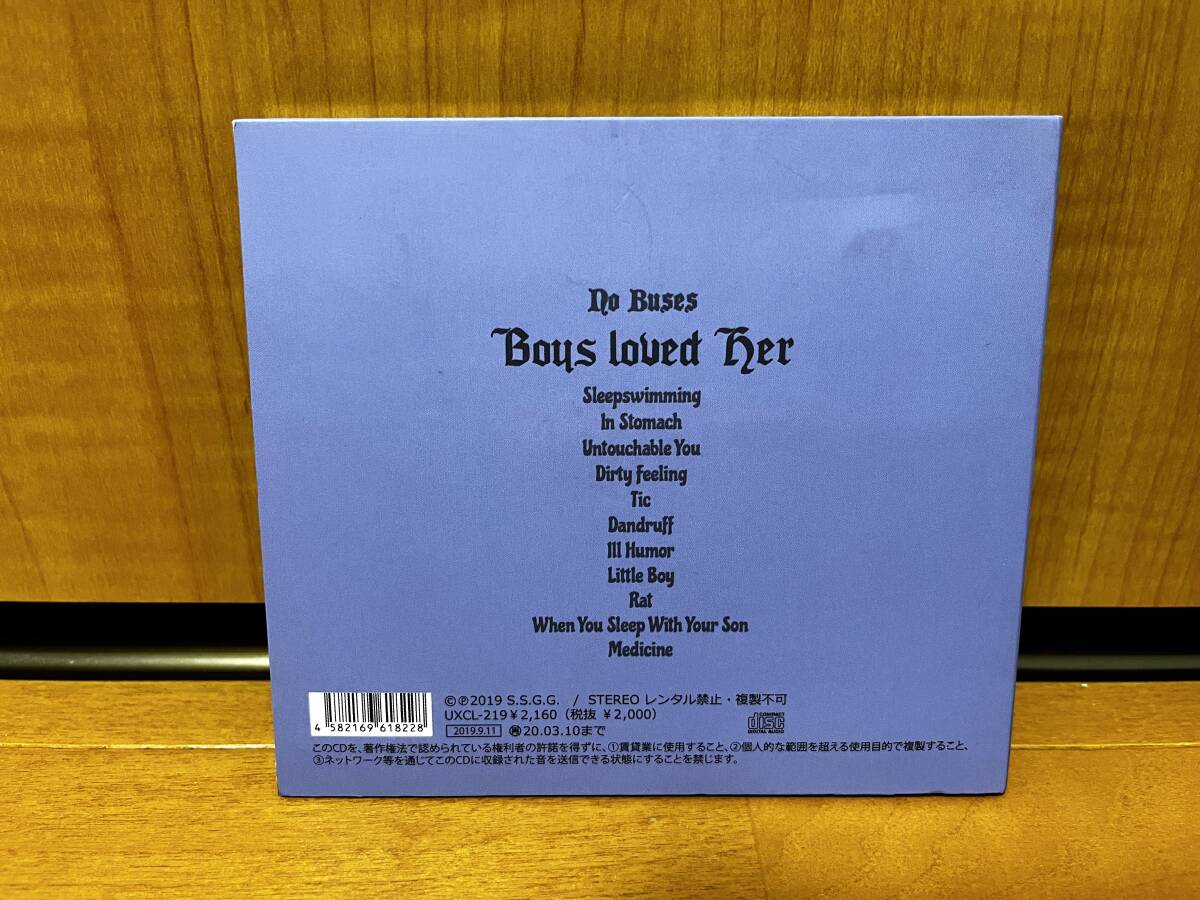 No Buses
Boys loved Her
Sleepswimming
In Stomach
Untouchable You
Dirty Feeling
Tic
Dandruff
Ill Humor
Little Boy
Rat
When You Sleep With Your Son
Medicine
©℗2019 S.S.G.G. / STEREO レンタル禁止・複製不可
UXCL-219 ¥2,160 (税抜 ¥2,000)
2019.9.11 Ⓡ20.03.10まで
COMPACT disc DIGITAL AUDIO
4 582169 618228
このCDを、著作権法で認められている権利者の許諾を得ずに、①賃貸業に使用すること、②個人的な範囲を超える使用目的で複製すること、
③ネットワーク等を通じてこのCDに収録された音を送信できる状態にすることを禁じます。